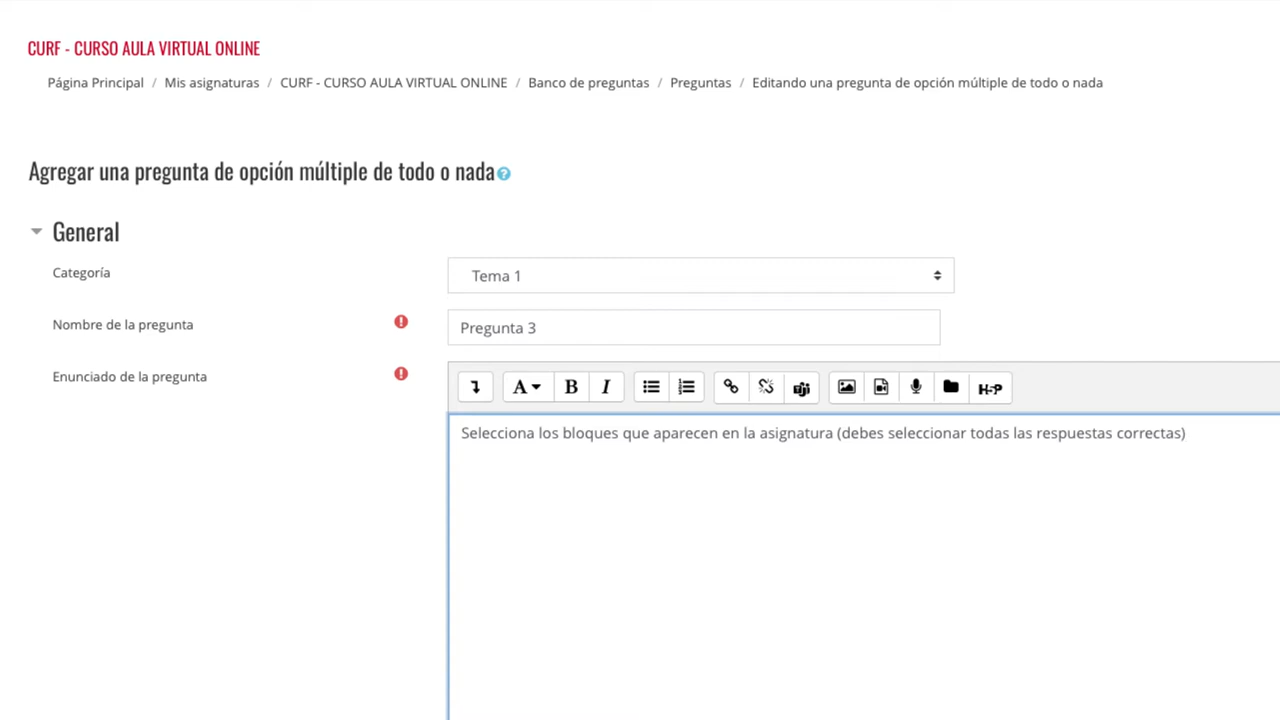 CURF - CURSO AULA VIRTUAL ONLINE
Página Principal / Mis asignaturas / CURF - CURSO AULA VIRTUAL ONLINE / Banco de preguntas / Preguntas / Editando una pregunta de opción múltiple de todo o nada
Agregar una pregunta de opción múltiple de todo o nada
General
Categoría
Tema 1
Nombre de la pregunta
Pregunta 3
Enunciado de la pregunta
A B I H-P
Selecciona los bloques que aparecen en la asignatura (debes seleccionar todas las respuestas correctas)